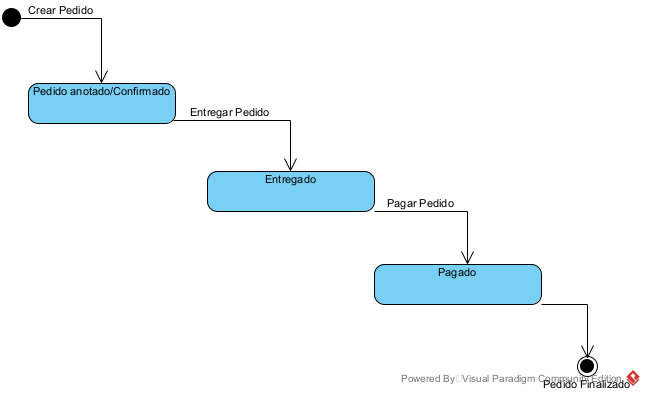 Crear Pedido
Pedido anotado/Confirmado
Entregar Pedido
Entregado
Pagar Pedido
Pagado
Powered By Visual Paradigm Community Edition
Pedido Finalizado